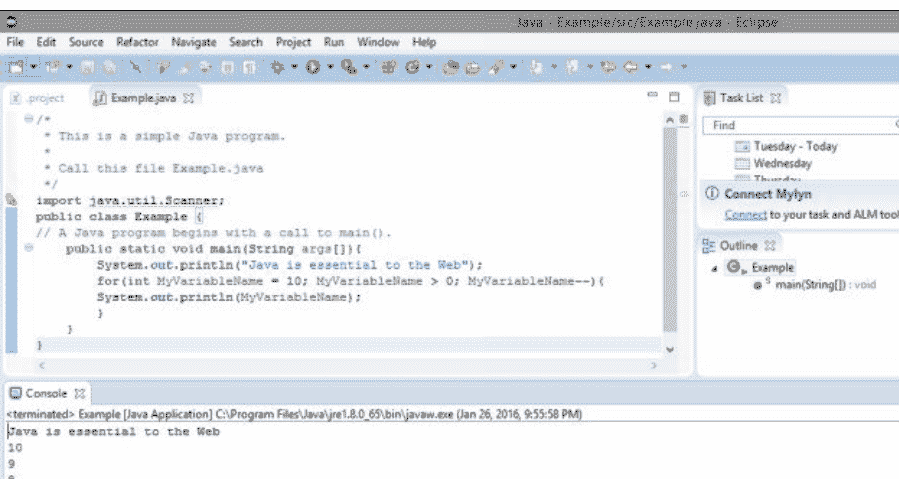 Java - Example/src/Example.java - Eclipse
File Edit Source Refactor Navigate Search Project Run Window Help
.project Example.java
/*
* This is a simple Java program.
*
* Call this file Example.java
*/
import java.util.Scanner;
public class Example {
// A Java program begins with a call to main().
public static void main(String args[]){
System.out.println("Java is essential to the Web");
for(int MyVariableName = 10; MyVariableName > 0; MyVariableName--){
System.out.println(MyVariableName);
}
}
}
Task List
Find
Tuesday - Today
Wednesday
Thursday
Connect Mylyn
Connect to your task and ALM tool
Outline
Example
main(String[]) : void
Console
<terminated> Example [Java Application] C:\Program Files\Java\jre1.8.0_65\bin\javaw.exe (Jan 26, 2016, 9:55:58 PM)
Java is essential to the Web
10
9